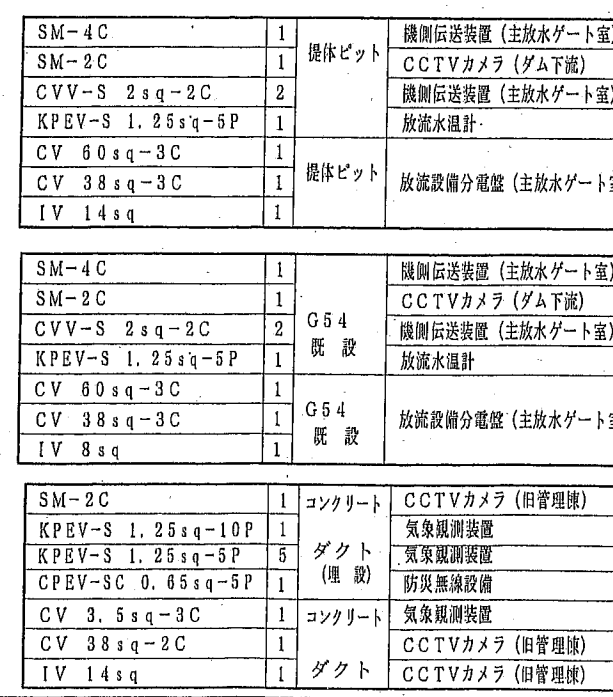 SM-4C 1 提体ピット 機側伝送装置 (主放水ゲート室)
SM-2C 1 CCTVカメラ (ダム下流)
CVV-S 2sq-2C 2 機側伝送装置 (主放水ゲート室)
KPEV-S 1.25sq-5P 1 放流水温計
CV 60sq-3C 1 提体ピット 放流設備分電盤 (主放水ゲート
CV 38sq-3C 1
IV 14sq 1
SM-4C 1 G54 既設 機側伝送装置 (主放水ゲート室)
SM-2C 1 CCTVカメラ (ダム下流)
CVV-S 2sq-2C 2 機側伝送装置 (主放水ゲート室)
KPEV-S 1.25sq-5P 1 放流水温計
CV 60sq-3C 1 G54 既設 放流設備分電盤 (主放水ゲート
CV 38sq-3C 1
IV 8sq 1
SM-2C 1 コンクリート CCTVカメラ (旧管理棟)
KPEV-S 1.25sq-10P 1 ダクト 気象観測装置
KPEV-S 1.25sq-5P 5 (埋設) 気象観測装置
CPEV-SC 0.65sq-5P 1 防災無線設備
CV 3.5sq-3C 1 コンクリート 気象観測装置
CV 38sq-2C 1 ダクト CCTVカメラ (旧管理棟)
IV 14sq 1 CCTVカメラ (旧管理棟)